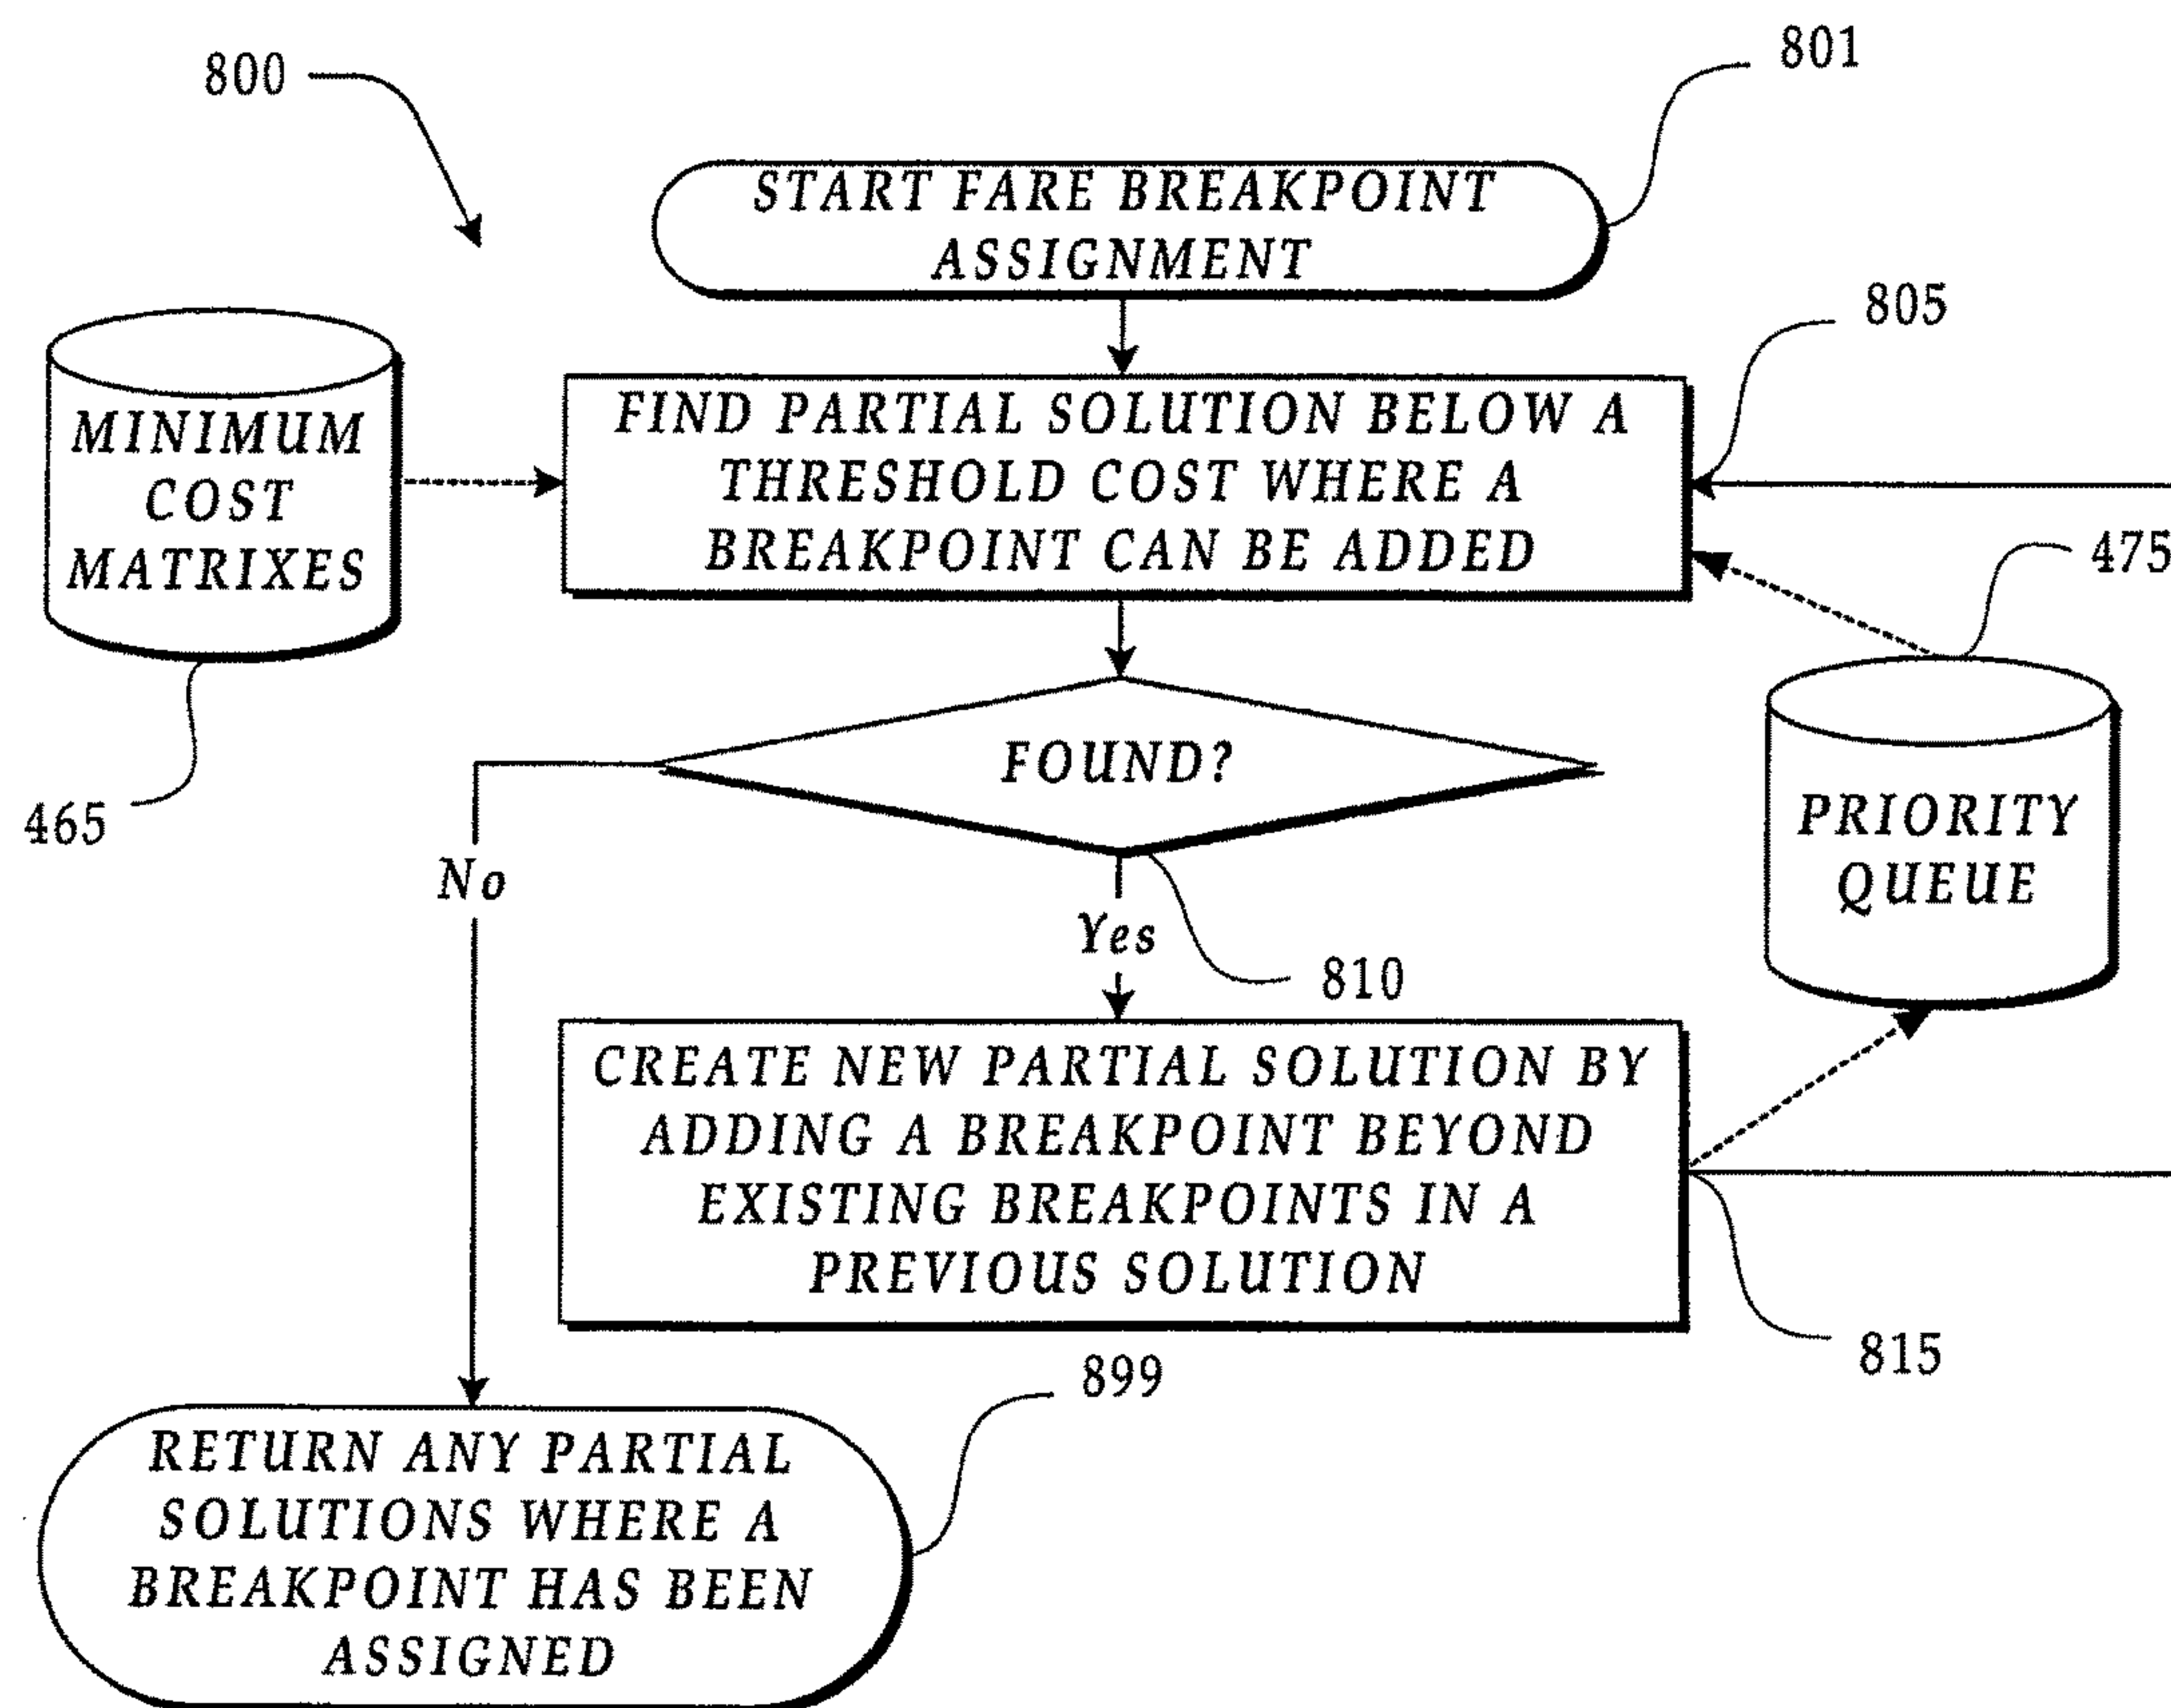 800
801
START FARE BREAKPOINT
ASSIGNMENT
805
MINIMUM
COST
MATRIXES
465
FIND PARTIAL SOLUTION BELOW A
THRESHOLD COST WHERE A
BREAKPOINT CAN BE ADDED
475
FOUND?
PRIORITY
QUEUE
No
Yes
810
CREATE NEW PARTIAL SOLUTION BY
ADDING A BREAKPOINT BEYOND
EXISTING BREAKPOINTS IN A
PREVIOUS SOLUTION
815
899
RETURN ANY PARTIAL
SOLUTIONS WHERE A
BREAKPOINT HAS BEEN
ASSIGNED